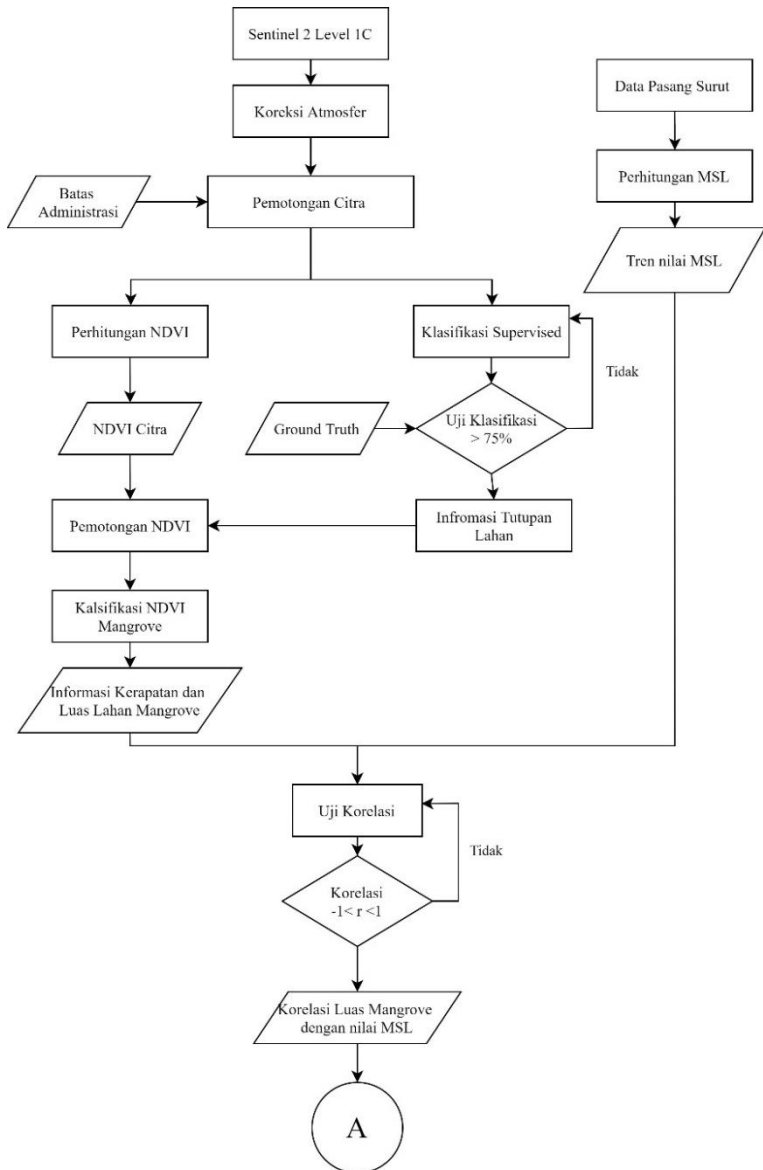 Sentinel 2 Level 1C
Koreksi Atmosfer
Data Pasang Surut
Perhitungan MSL
Batas
Administrasi
Pemotongan Citra
Tren nilai MSL
Perhitungan NDVI
Klasifikasi Supervised
Tidak
NDVI Citra
Ground Truth
Uji Klasifikasi
> 75%
Pemotongan NDVI
Infromasi Tutupan
Lahan
Kalsifikasi NDVI
Mangrove
Informasi Kerapatan dan
Luas Lahan Mangrove
Uji Korelasi
Tidak
Korelasi
-1< r <1
Korelasi Luas Mangrove
dengan nilai MSL
A